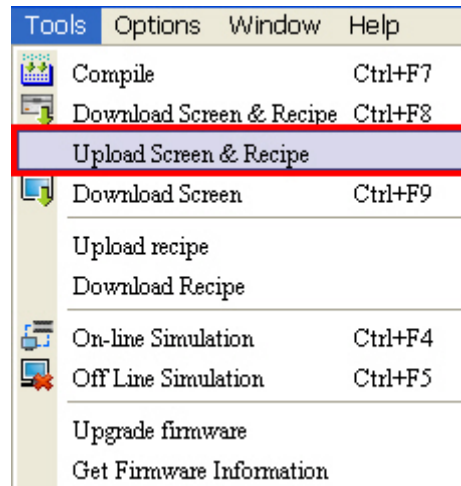 Tools Options Window Help
Compile Ctrl+F7
Download Screen & Recipe Ctrl+F8
Upload Screen & Recipe
Download Screen Ctrl+F9
Upload recipe
Download Recipe
On-line Simulation Ctrl+F4
Off Line Simulation Ctrl+F5
Upgrade firmware
Get Firmware Information